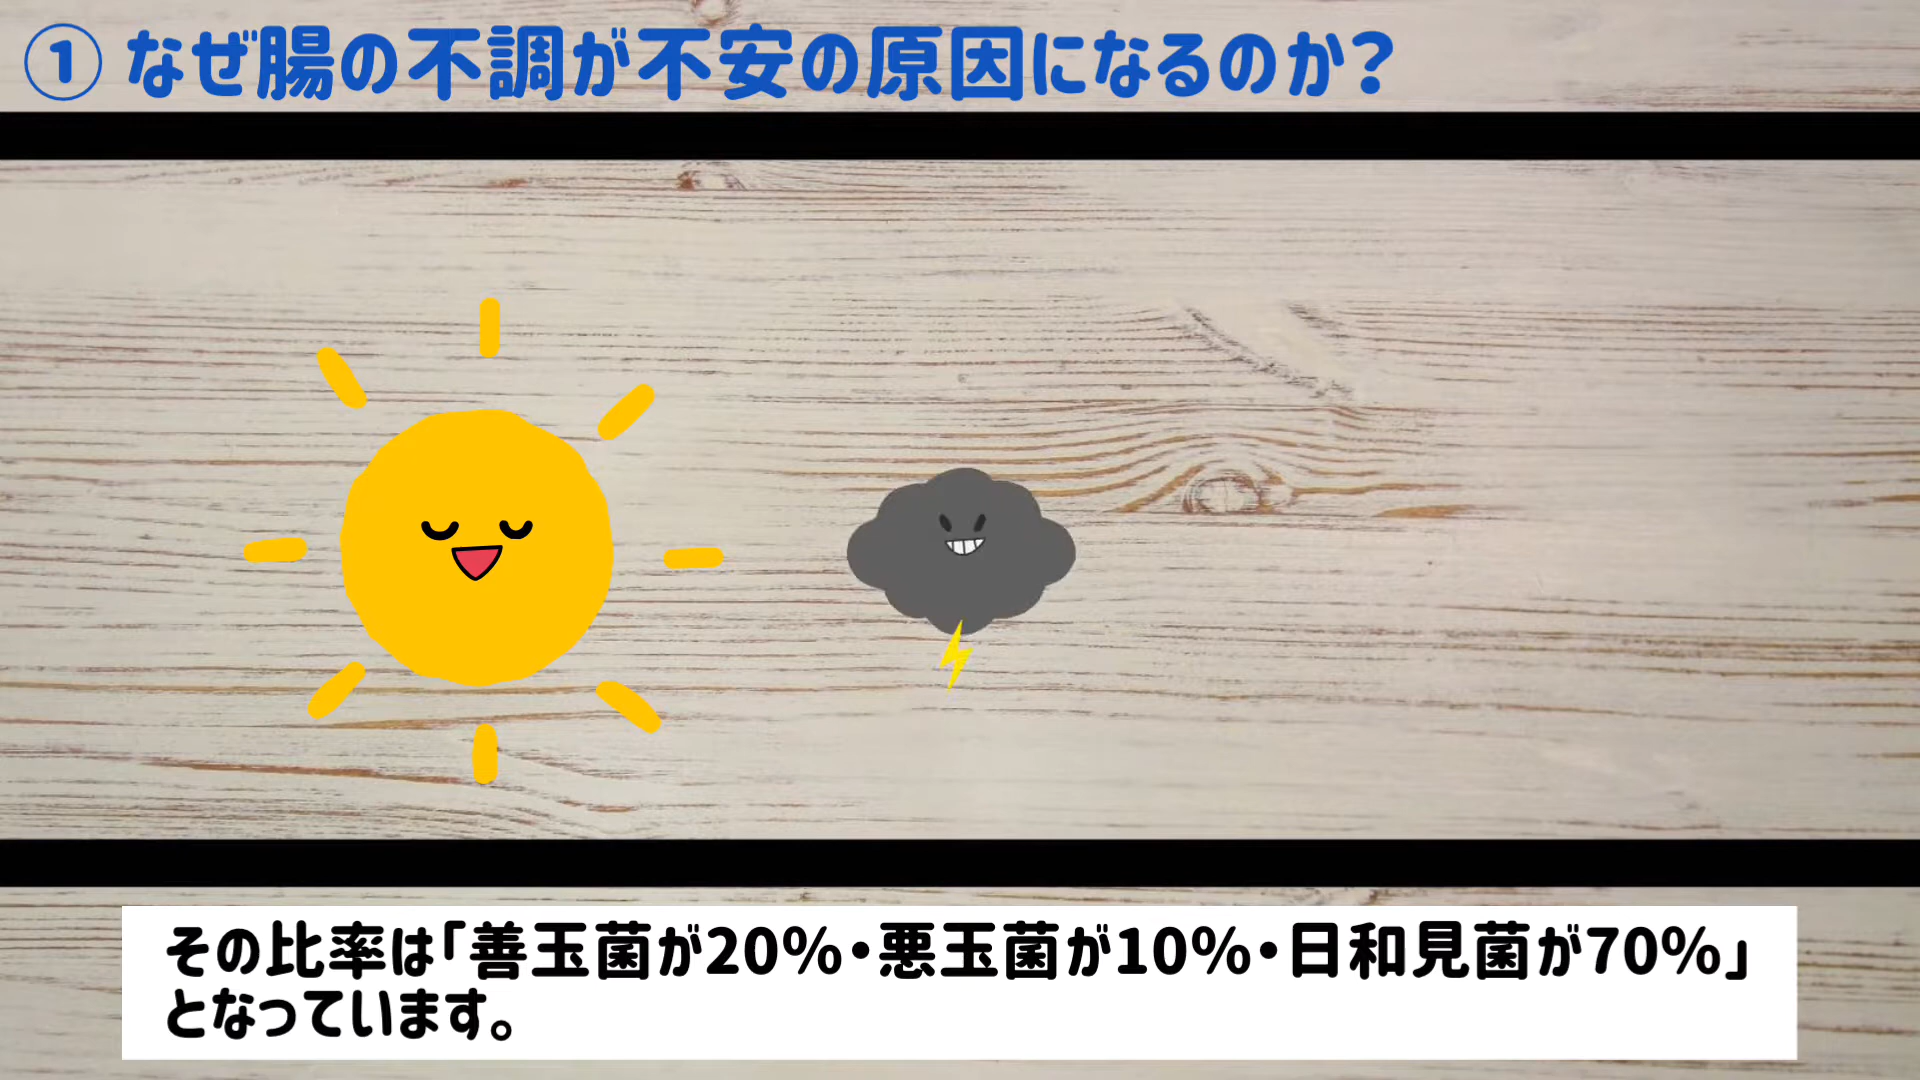 ① なぜ腸の不調が不安の原因になるのか？
その比率は「善玉菌が20%・悪玉菌が10%・日和見菌が70%」
となっています。